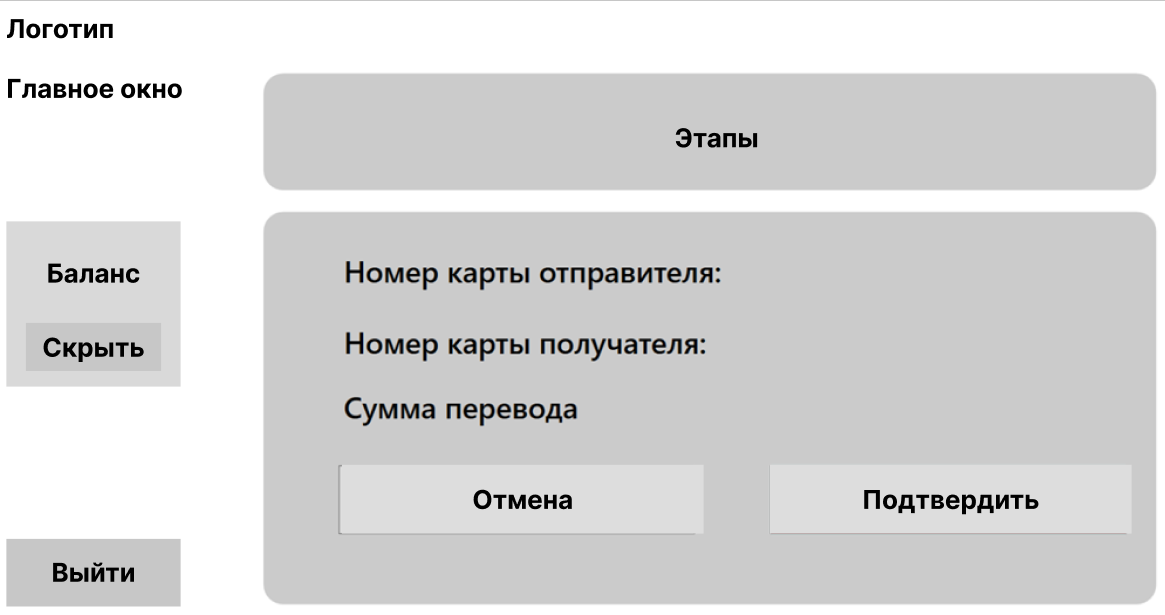 Логотип
Главное окно
Этапы
Баланс
Скрыть
Номер карты отправителя:
Номер карты получателя:
Сумма перевода
Отмена
Подтвердить
Выйти